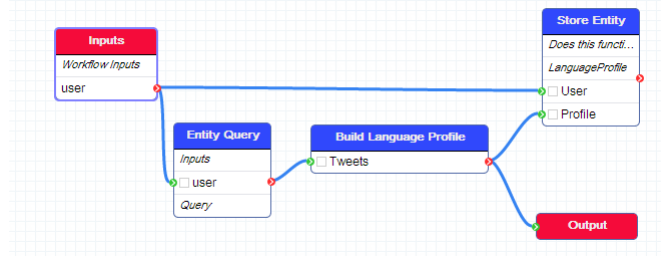 Inputs
Workflow Inputs
user
Entity Query
Inputs
user
Query
Build Language Profile
Tweets
Store Entity
Does this functi...
LanguageProfile
User
Profile
Output